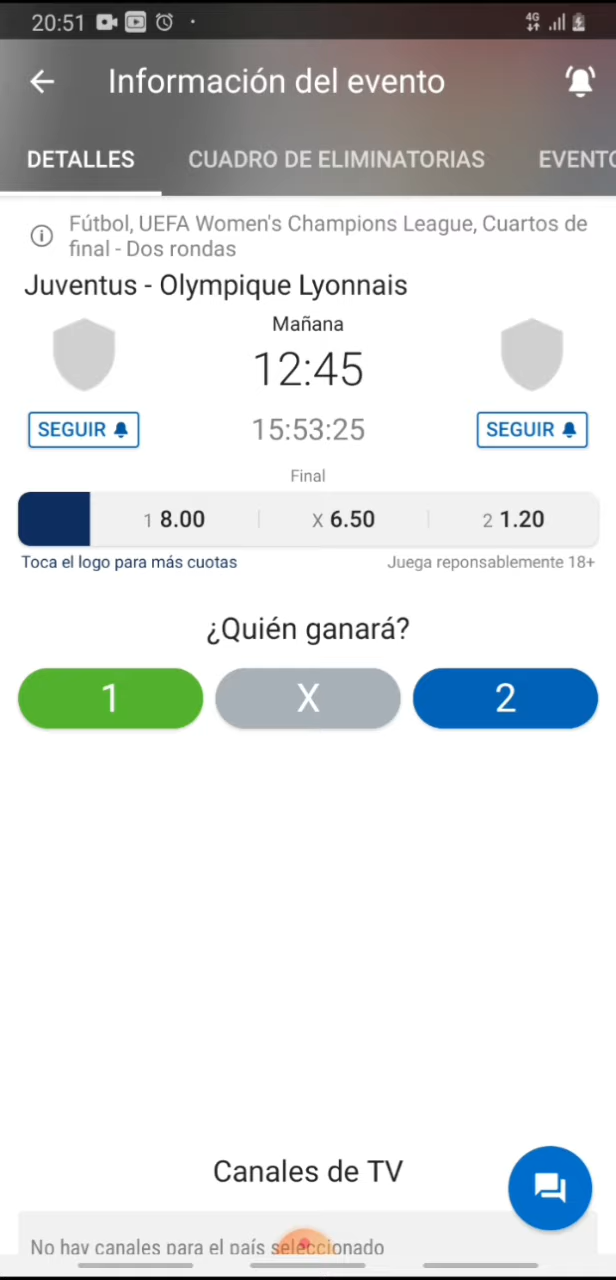 20:51
4G
Información del evento
DETALLES
CUADRO DE ELIMINATORIAS
EVENTO
Fútbol, UEFA Women's Champions League, Cuartos de
final - Dos rondas
Juventus - Olympique Lyonnais
Mañana
12:45
SEGUIR
15:53:25
SEGUIR
Final
1 8.00
X 6.50
2 1.20
Toca el logo para más cuotas
Juega reponsablemente 18+
¿Quién ganará?
1
X
2
Canales de TV
No hay canales para el país seleccionado